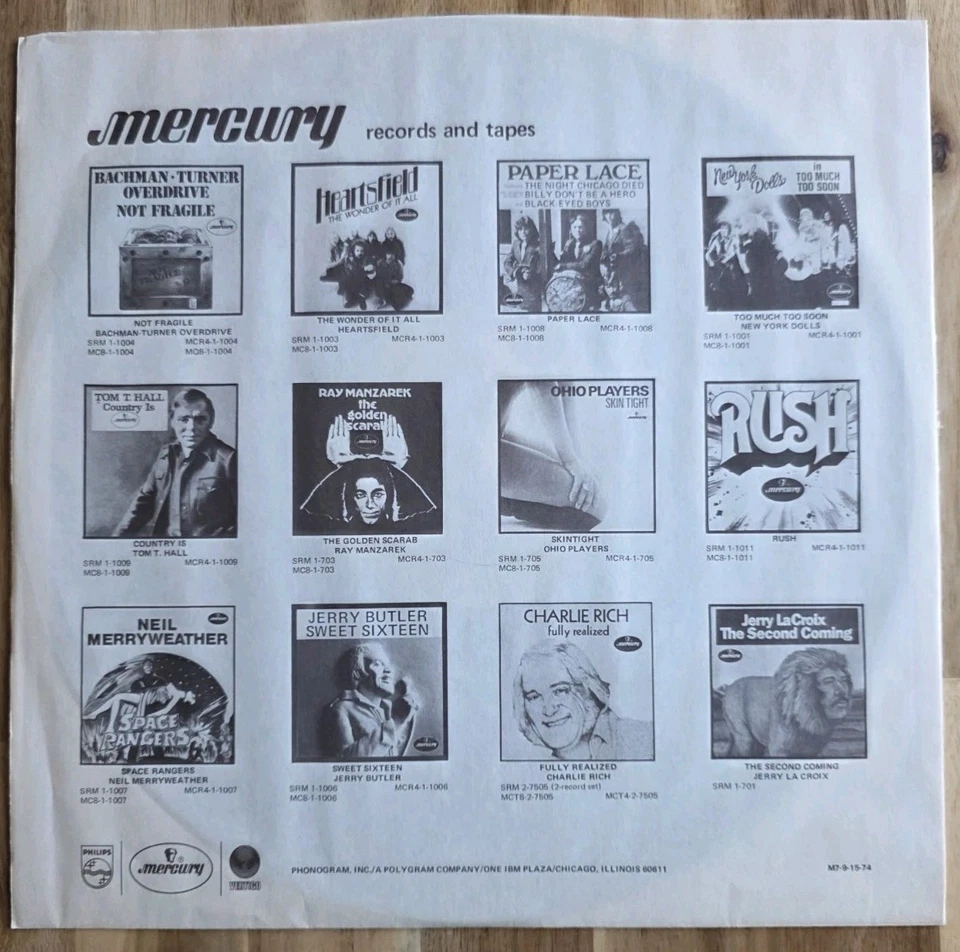 mercury records and tapes
BACHMAN·TURNER
OVERDRIVE
NOT FRAGILE
NOT FRAGILE
BACHMAN-TURNER OVERDRIVE
SRM 1-1004 MCR4-1-1004
MC8-1-1004 MQ8-1-1004
Heartsfield
THE WONDER OF IT ALL
THE WONDER OF IT ALL
HEARTSFIELD
SRM 1-1003 MCR4-1-1003
MC8-1-1003
PAPER LACE
THE NIGHT CHICAGO DIED
BILLY DON'T BE A HERO
BLACK EYED BOYS
PAPER LACE
SRM 1-1008 MCR4-1-1008
MC8-1-1008
New York Dolls
in
TOO MUCH
TOO SOON
TOO MUCH TOO SOON
NEW YORK DOLLS
SRM 1-1001 MCR4-1-1001
MC8-1-1001
TOM T. HALL
Country Is
COUNTRY IS
TOM T. HALL
SRM 1-1009 MCR4-1-1009
MC8-1-1009
RAY MANZAREK
the
golden
scarab
THE GOLDEN SCARAB
RAY MANZAREK
SRM 1-703 MCR4-1-703
MC8-1-703
OHIO PLAYERS
SKIN TIGHT
SKINTIGHT
OHIO PLAYERS
SRM 1-705 MCR4-1-705
MC8-1-705
RUSH
mercury
RUSH
SRM 1-1011 MCR4-1-1011
MC8-1-1011
NEIL
MERRYWEATHER
SPACE
RANGERS
SPACE RANGERS
NEIL MERRYWEATHER
SRM 1-1007 MCR4-1-1007
MC8-1-1007
JERRY BUTLER
SWEET SIXTEEN
SWEET SIXTEEN
JERRY BUTLER
SRM 1-1006 MCR4-1-1006
MC8-1-1006
CHARLIE RICH
fully realized
FULLY REALIZED
CHARLIE RICH
SRM 2-7505 (2-record set)
MCT8-2-7505 MCT4-2-7505
Jerry LaCroix
The Second Coming
THE SECOND COMING
JERRY LA CROIX
SRM 1-701
PHILIPS
mercury
VERTIGO
PHONOGRAM, INC./A POLYGRAM COMPANY/ONE IBM PLAZA/CHICAGO, ILLINOIS 60611
M7-9-15-74